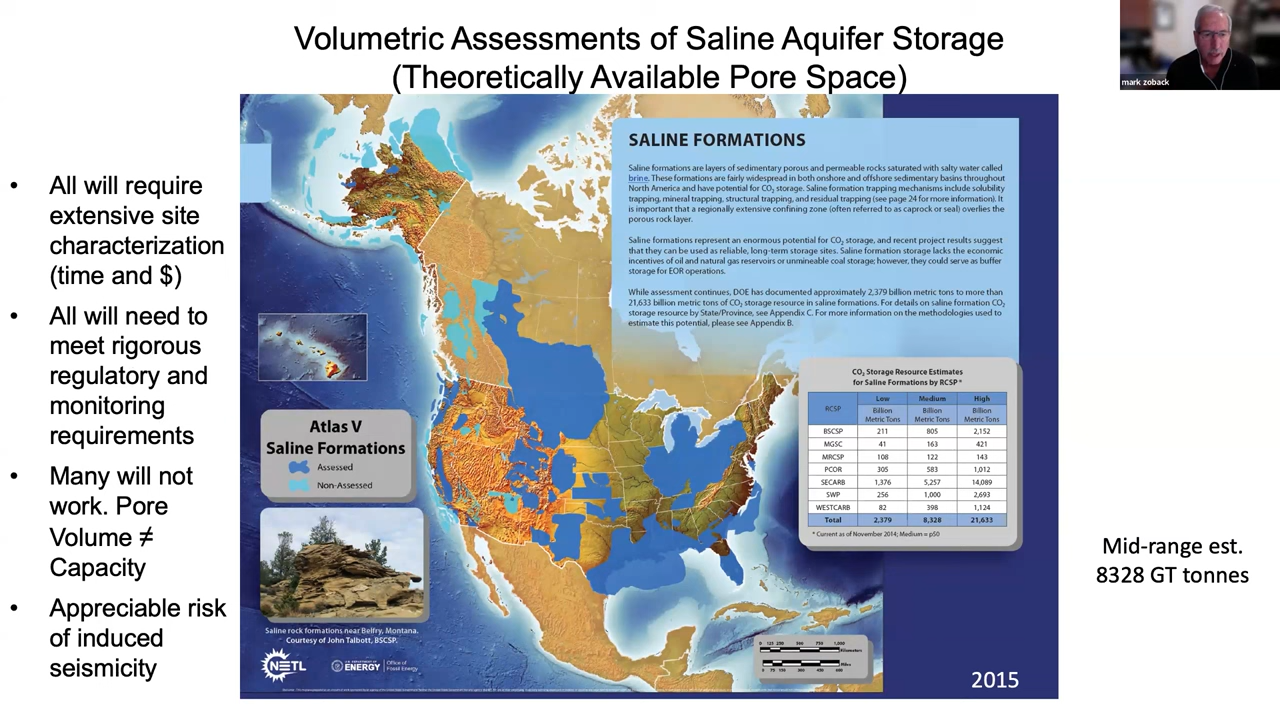 Volumetric Assessments of Saline Aquifer Storage
(Theoretically Available Pore Space)
mark zoback
• All will require
extensive site
characterization
(time and $)
• All will need to
meet rigorous
regulatory and
monitoring
requirements
• Many will not
work. Pore
Volume ≠
Capacity
• Appreciable risk
of induced
seismicity
SALINE FORMATIONS
Saline formations are layers of sedimentary porous and permeable rocks saturated with salty water called
brine. These formations are fairly widespread in both onshore and offshore sedimentary basins throughout
North America and have potential for CO₂ storage. Saline formation trapping mechanisms include solubility
trapping, mineral trapping, structural trapping, and residual trapping (see page 24 for more information). It
is important that a regionally extensive confining zone (often referred to as caprock or seal) overlies the
porous rock layer.
Saline formations represent an enormous potential for CO₂ storage, and recent project results suggest
that they can be used as reliable, long-term storage sites. Saline formation storage lacks the economic
incentives of oil and natural gas reservoirs or unmineable coal storage; however, they could serve as buffer
storage for EOR operations.
While assessment continues, DOE has documented approximately 2,379 billion metric tons to more than
21,633 billion metric tons of CO₂ storage resource in saline formations. For details on saline formation CO₂
storage resource by State/Province, see Appendix C. For more information on the methodologies used to
estimate this potential, please see Appendix B.
CO₂ Storage Resource Estimates
for Saline Formations by RCSP*
RCSP Low Medium High
Billion Metric Tons Billion Metric Tons Billion Metric Tons
BSCSP 211 805 2,152
MGSC 41 163 421
MRCSP 108 122 143
PCOR 305 583 1,012
SECARB 1,376 5,257 14,089
SWP 256 1,000 2,693
WESTCARB 82 398 1,124
Total 2,379 8,328 21,633
* Current as of November 2014; Medium = p50
Atlas V
Saline Formations
Assessed
Non-Assessed
Saline rock formations near Belfry, Montana.
Courtesy of John Talbott, BSCSP.
NETL
U.S. DEPARTMENT OF
ENERGY
Office of
Fossil Energy
Kilometers
Miles
2015
Mid-range est.
8328 GT tonnes